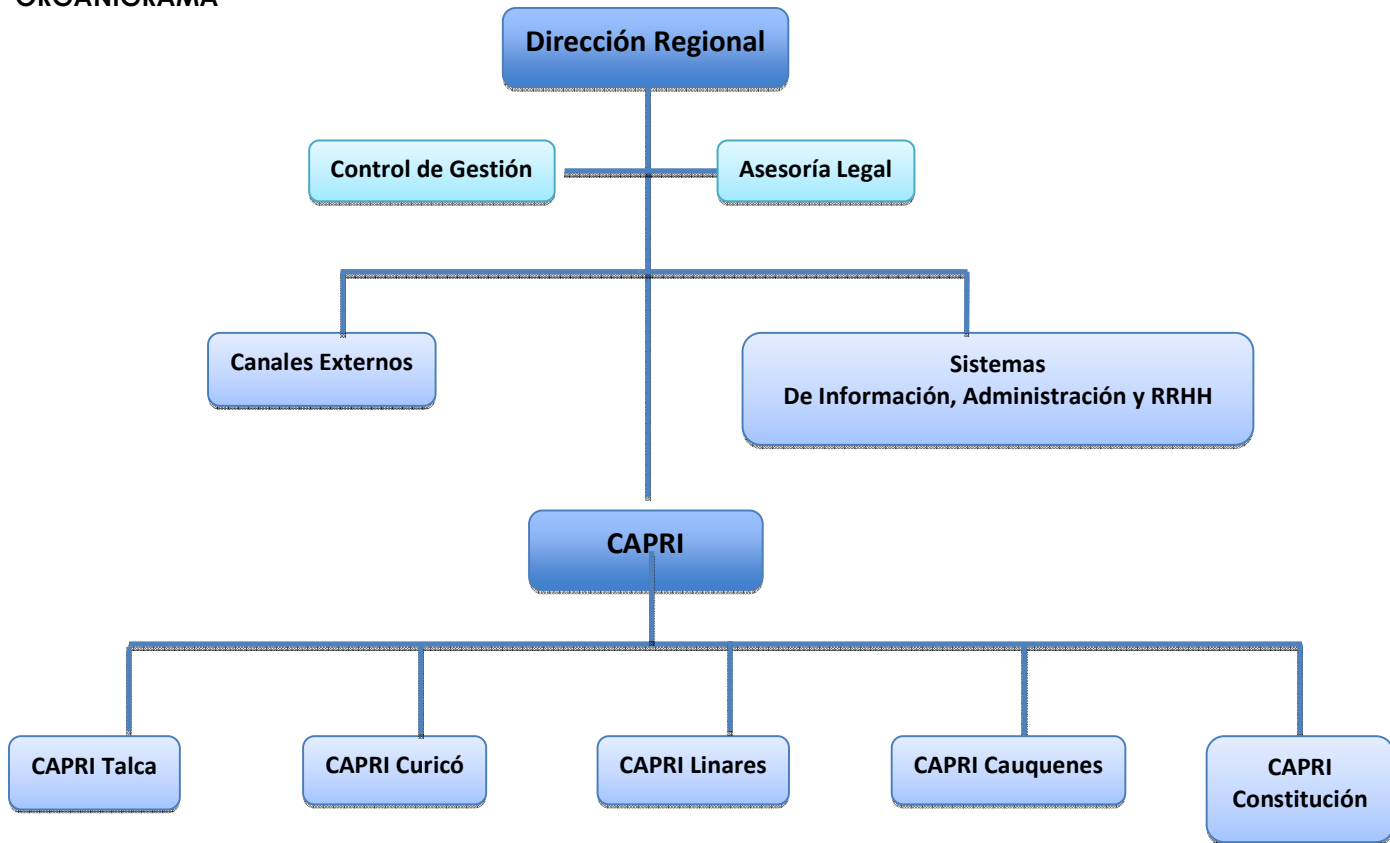 ORGANIGRAMA
Dirección Regional
Control de Gestión
Asesoría Legal
Canales Externos
Sistemas
De Información, Administración y RRHH
CAPRI
CAPRI Talca
CAPRI Curicó
CAPRI Linares
CAPRI Cauquenes
CAPRI
Constitución